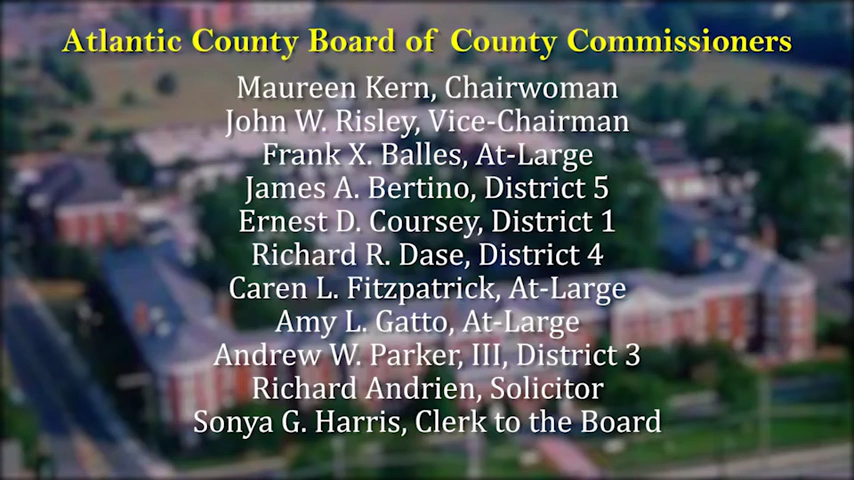 Atlantic County Board of County Commissioners
Maureen Kern, Chairwoman
John W. Risley, Vice-Chairman
Frank X. Balles, At-Large
James A. Bertino, District 5
Ernest D. Coursey, District 1
Richard R. Dase, District 4
Caren L. Fitzpatrick, At-Large
Amy L. Gatto, At-Large
Andrew W. Parker, III, District 3
Richard Andrien, Solicitor
Sonya G. Harris, Clerk to the Board